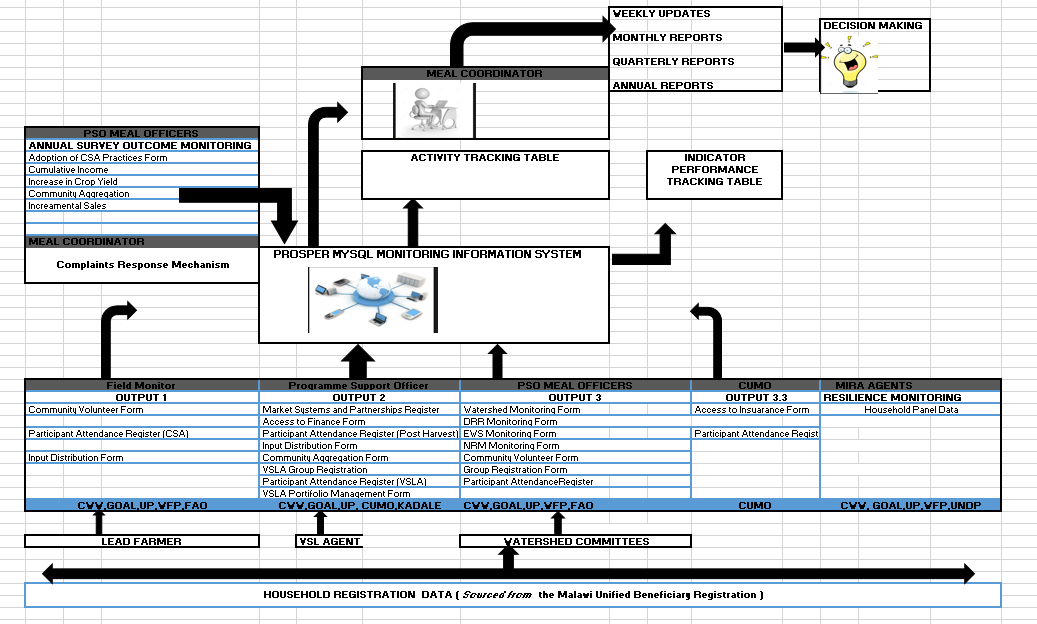 WEEKLY UPDATES
MONTHLY REPORTS
QUARTERLY REPORTS
ANNUAL REPORTS
DECISION MAKING
MEAL COORDINATOR
PSO MEAL OFFICERS
ANNUAL SURVEY OUTCOME MONITORING
Adoption of CSA Practices Form
Cumulative Income
Increase in Crop Yield
Community Aggregation
Increamental Sales
MEAL COORDINATOR
Complaints Response Mechanism
ACTIVITY TRACKING TABLE
INDICATOR
PERFORMANCE
TRACKING TABLE
PROSPER MYSQL MONITORING INFORMATION SYSTEM
Field Monitor
OUTPUT 1
Community Volunteer Form
Participant Attendance Register (CSA)
Input Distribution Form
CWW,GOAL,UP,WFP,FAO
Programme Support Officer
OUTPUT 2
Market Systems and Partnerships Register
Access to Finance Form
Participant Attendance Register (Post Harvest)
Input Distribution Form
Community Aggregation Form
VSLA Group Registration
Participant Attendance Register (VSLA)
VSLA Portifolio Management Form
CWW,GOAL,UP, CUMO,KADALE
PSO MEAL OFFICERS
OUTPUT 3
Watershed Monitoring Form
DRR Monitoring Form
EWS Monitoring Form
NRM Monitoring Form
Community Volunteer Form
Group Registration Form
Participant AttendanceRegister
CWW,GOAL,UP,WFP,FAO
CUMO
OUTPUT 3.3
Access to Insuarance Form
Participant Attendance Regist
CUMO
MIRA AGENTS
RESILIENCE MONITORING
Household Panel Data
CWW, GOAL,UP,WFP,UNDP
LEAD FARMER
VSL AGENT
WATERSHED COMMITTEES
HOUSEHOLD REGISTRATION DATA ( Sourced from the Malawi Unified Beneficiary Registration )